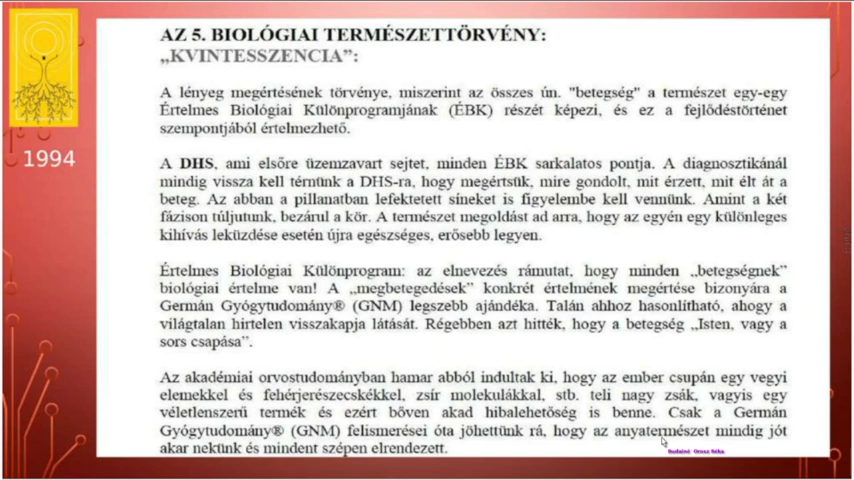 AZ 5. BIOLÓGIAI TERMÉSZETTÖRVÉNY:
„KVINTESSZENCIA”:
A lényeg megértésének törvénye, miszerint az összes ún. "betegség" a természet egy-egy
Értelmes Biológiai Különprogramjának (ÉBK) részét képezi, és ez a fejlődéstörténet
szempontjából értelmezhető.
1994
A DHS, ami elsőre üzemzavart sejtet, minden ÉBK sarkalatos pontja. A diagnosztikánál
mindig vissza kell térnünk a DHS-ra, hogy megértsük, mire gondolt, mit érzett, mit élt át a
beteg. Az abban a pillanatban lefektetett síneket is figyelembe kell vennünk. Amint a két
fázison túljutunk, bezárul a kör. A természet megoldást ad arra, hogy az egyén egy különleges
kihívás leküzdése esetén újra egészséges, erősebb legyen.
Értelmes Biológiai Különprogram: az elnevezés rámutat, hogy minden „betegségnek”
biológiai értelme van! A „megbetegedések” konkrét értelmének megértése bizonyára a
Germán Gyógytudomány® (GNM) legszebb ajándéka. Talán ahhoz hasonlítható, ahogy a
világtalan hirtelen visszakapja látását. Régebben azt hitték, hogy a betegség „Isten, vagy a
sors csapása”.
Az akadémiai orvostudományban hamar abból indultak ki, hogy az ember csupán egy vegyi
elemekkel és fehérjerészecskékkel, zsír molekulákkal, stb. teli nagy zsák, vagyis egy
véletlenszerű termék és ezért bőven akad hibalehetőség is benne. Csak a Germán
Gyógytudomány® (GNM) felismerései óta jöhettünk rá, hogy az anyatermészet mindig jót
akar nekünk és mindent szépen elrendezett.
Orosz Réka